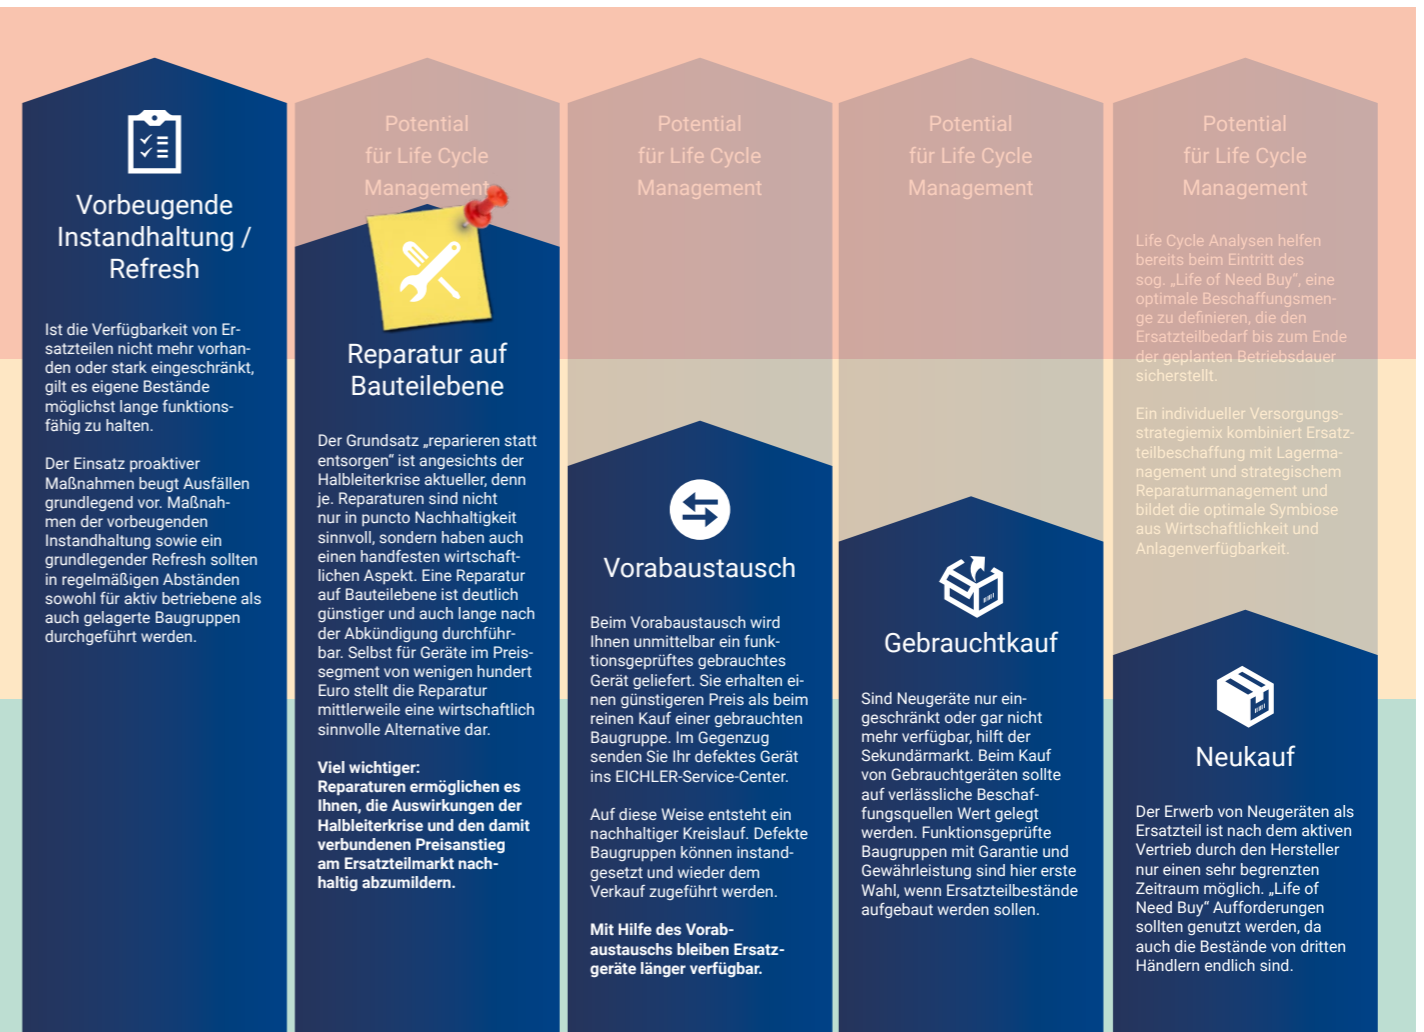 Vorbeugende
Instandhaltung /
Refresh
Ist die Verfügbarkeit von Er-
satzteilen nicht mehr vorhan-
den oder stark eingeschränkt,
gilt es eigene Bestände
möglichst lange funktions-
fähig zu halten.
Der Einsatz proaktiver
Maßnahmen beugt Ausfällen
grundlegend vor. Maßnah-
men der vorbeugenden
Instandhaltung sowie ein
grundlegender Refresh sollten
in regelmäßigen Abständen
sowohl für aktiv betriebene als
auch gelagerte Baugruppen
durchgeführt werden.
Potential
für Life Cycle
Management
Reparatur auf
Bauteilebene
Der Grundsatz „reparieren statt
entsorgen“ ist angesichts der
Halbleiterkrise aktueller, denn
je. Reparaturen sind nicht
nur in puncto Nachhaltigkeit
sinnvoll, sondern haben auch
einen handfesten wirtschaft-
lichen Aspekt. Eine Reparatur
auf Bauteilebene ist deutlich
günstiger und auch lange nach
der Abkündigung durchführ-
bar. Selbst für Geräte im Preis-
segment von wenigen hundert
Euro stellt die Reparatur
mittlerweile eine wirtschaftlich
sinnvolle Alternative dar.
Viel wichtiger:
Reparaturen ermöglichen es
Ihnen, die Auswirkungen der
Halbleiterkrise und den damit
verbundenen Preisanstieg
am Ersatzteilmarkt nach-
haltig abzumildern.
Potential
für Life Cycle
Management
Vorabaustausch
Beim Vorabaustausch wird
Ihnen unmittelbar ein funk-
tionsgeprüftes gebrauchtes
Gerät geliefert. Sie erhalten ei-
nen günstigeren Preis als beim
reinen Kauf einer gebrauchten
Baugruppe. Im Gegenzug
senden Sie Ihr defektes Gerät
ins EICHLER-Service-Center.
Auf diese Weise entsteht ein
nachhaltiger Kreislauf. Defekte
Baugruppen können instand-
gesetzt und wieder dem
Verkauf zugeführt werden.
Mit Hilfe des Vorab-
austauschs bleiben Ersatz-
geräte länger verfügbar.
Potential
für Life Cycle
Management
Gebrauchtkauf
Sind Neugeräte nur ein-
geschränkt oder gar nicht
mehr verfügbar, hilft der
Sekundärmarkt. Beim Kauf
von Gebrauchtgeräten sollte
auf verlässliche Beschaf-
fungsquellen Wert gelegt
werden. Funktionsgeprüfte
Baugruppen mit Garantie und
Gewährleistung sind hier erste
Wahl, wenn Ersatzteilbestände
aufgebaut werden sollen.
Potential
für Life Cycle
Management
Life Cycle Analysen helfen
bereits beim Eintritt des
sog. „Life of Need Buy“, eine
optimale Beschaffungsmen-
ge zu definieren, die den
Ersatzteilbedarf bis zum Ende
der geplanten Betriebsdauer
sicherstellt.
Ein individueller Versorgungs-
strategiemix kombiniert Ersatz-
teilbeschaffung mit Lagerma-
nagement und strategischem
Reparaturmanagement und
bildet die optimale Symbiose
aus Wirtschaftlichkeit und
Anlagenverfügbarkeit.
Neukauf
Der Erwerb von Neugeräten als
Ersatzteil ist nach dem aktiven
Vertrieb durch den Hersteller
nur einen sehr begrenzten
Zeitraum möglich. „Life of
Need Buy“ Aufforderungen
sollten genutzt werden, da
auch die Bestände von dritten
Händlern endlich sind.